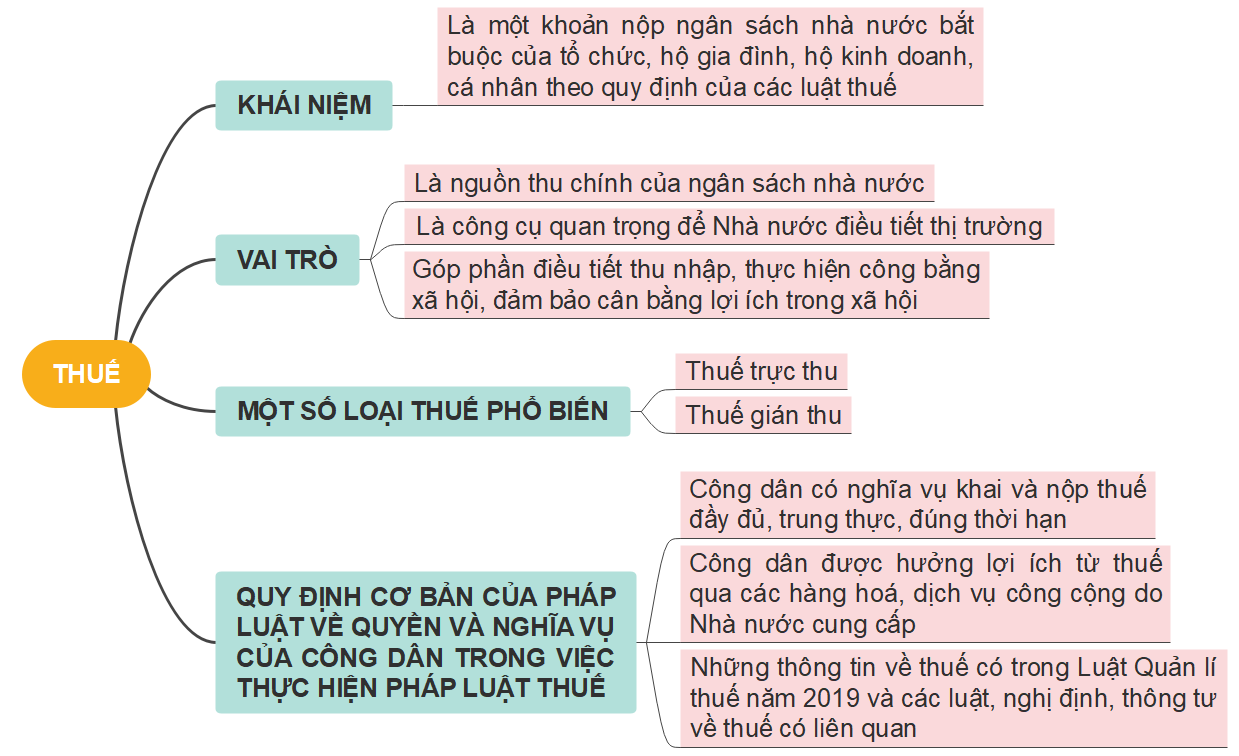 THUẾ
KHÁI NIỆM
Là một khoản nộp ngân sách nhà nước bắt
buộc của tổ chức, hộ gia đình, hộ kinh doanh,
cá nhân theo quy định của các luật thuế
VAI TRÒ
Là nguồn thu chính của ngân sách nhà nước
Là công cụ quan trọng để Nhà nước điều tiết thị trường
Góp phần điều tiết thu nhập, thực hiện công bằng
xã hội, đảm bảo cân bằng lợi ích trong xã hội
MỘT SỐ LOẠI THUẾ PHỔ BIẾN
Thuế trực thu
Thuế gián thu
QUY ĐỊNH CƠ BẢN CỦA PHÁP
LUẬT VỀ QUYỀN VÀ NGHĨA VỤ
CỦA CÔNG DÂN TRONG VIỆC
THỰC HIỆN PHÁP LUẬT THUẾ
Công dân có nghĩa vụ khai và nộp thuế
đầy đủ, trung thực, đúng thời hạn
Công dân được hưởng lợi ích từ thuế
qua các hàng hoá, dịch vụ công cộng do
Nhà nước cung cấp
Những thông tin về thuế có trong Luật Quản lí
thuế năm 2019 và các luật, nghị định, thông tư
về thuế có liên quan